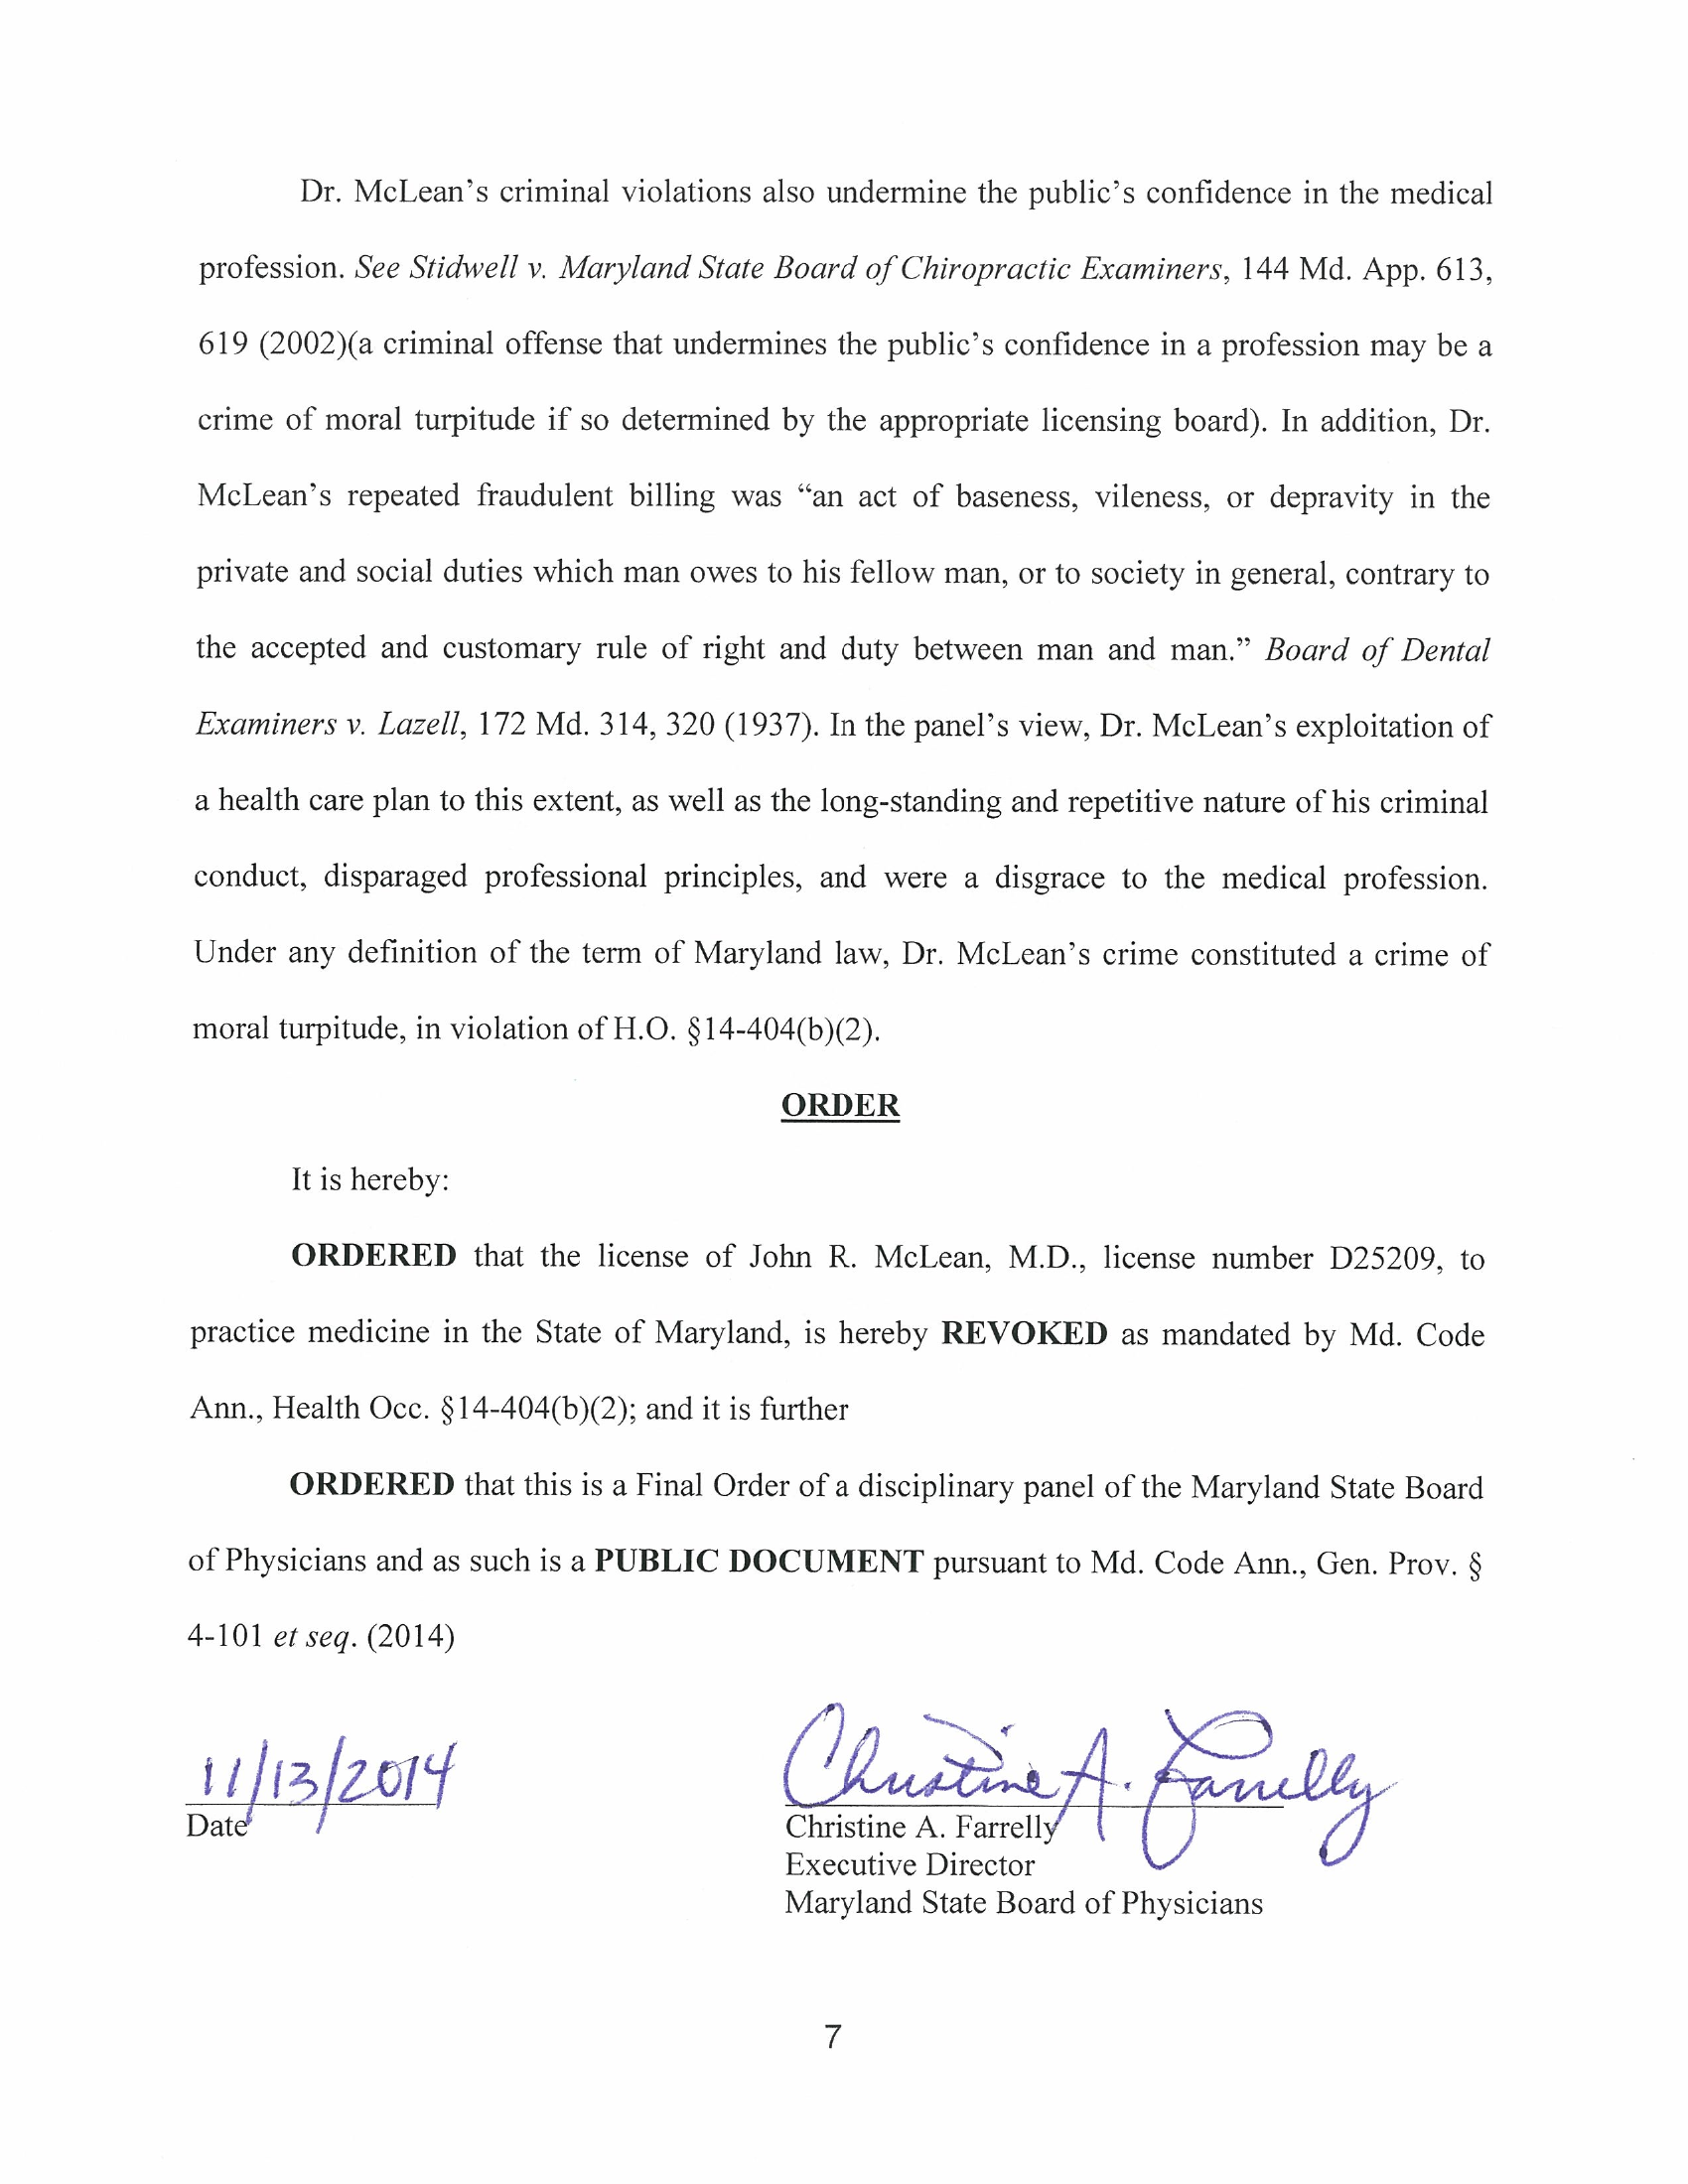 Dr. McLean's criminal violations also undermine the public's confidence in the medical
profession. See Stidwell v. Maryland State Board of Chiropractic Examiners, 144 Md. App. 613,
619 (2002)(a criminal offense that undermines the public's confidence in a profession may be a
crime of moral turpitude if so determined by the appropriate licensing board). In addition, Dr.
McLean's repeated fraudulent billing was “an act of baseness, vileness, or depravity in the
private and social duties which man owes to his fellow man, or to society in general, contrary to
the accepted and customary rule of right and duty between man and man.” Board of Dental
Examiners v. Lazell, 172 Md. 314, 320 (1937). In the panel's view, Dr. McLean's exploitation of
a health care plan to this extent, as well as the long-standing and repetitive nature of his criminal
conduct, disparaged professional principles, and were a disgrace to the medical profession.
Under any definition of the term of Maryland law, Dr. McLean's crime constituted a crime of
moral turpitude, in violation of H.O. §14-404(b)(2).
ORDER
It is hereby:
ORDERED that the license of John R. McLean, M.D., license number D25209, to
practice medicine in the State of Maryland, is hereby REVOKED as mandated by Md. Code
Ann., Health Occ. §14-404(b)(2); and it is further
ORDERED that this is a Final Order of a disciplinary panel of the Maryland State Board
of Physicians and as such is a PUBLIC DOCUMENT pursuant to Md. Code Ann., Gen. Prov. §
4-101 et seq. (2014)
11/13/2014
Date
Christine A. Farrelly
Christine A. Farrelly
Executive Director
Maryland State Board of Physicians
7